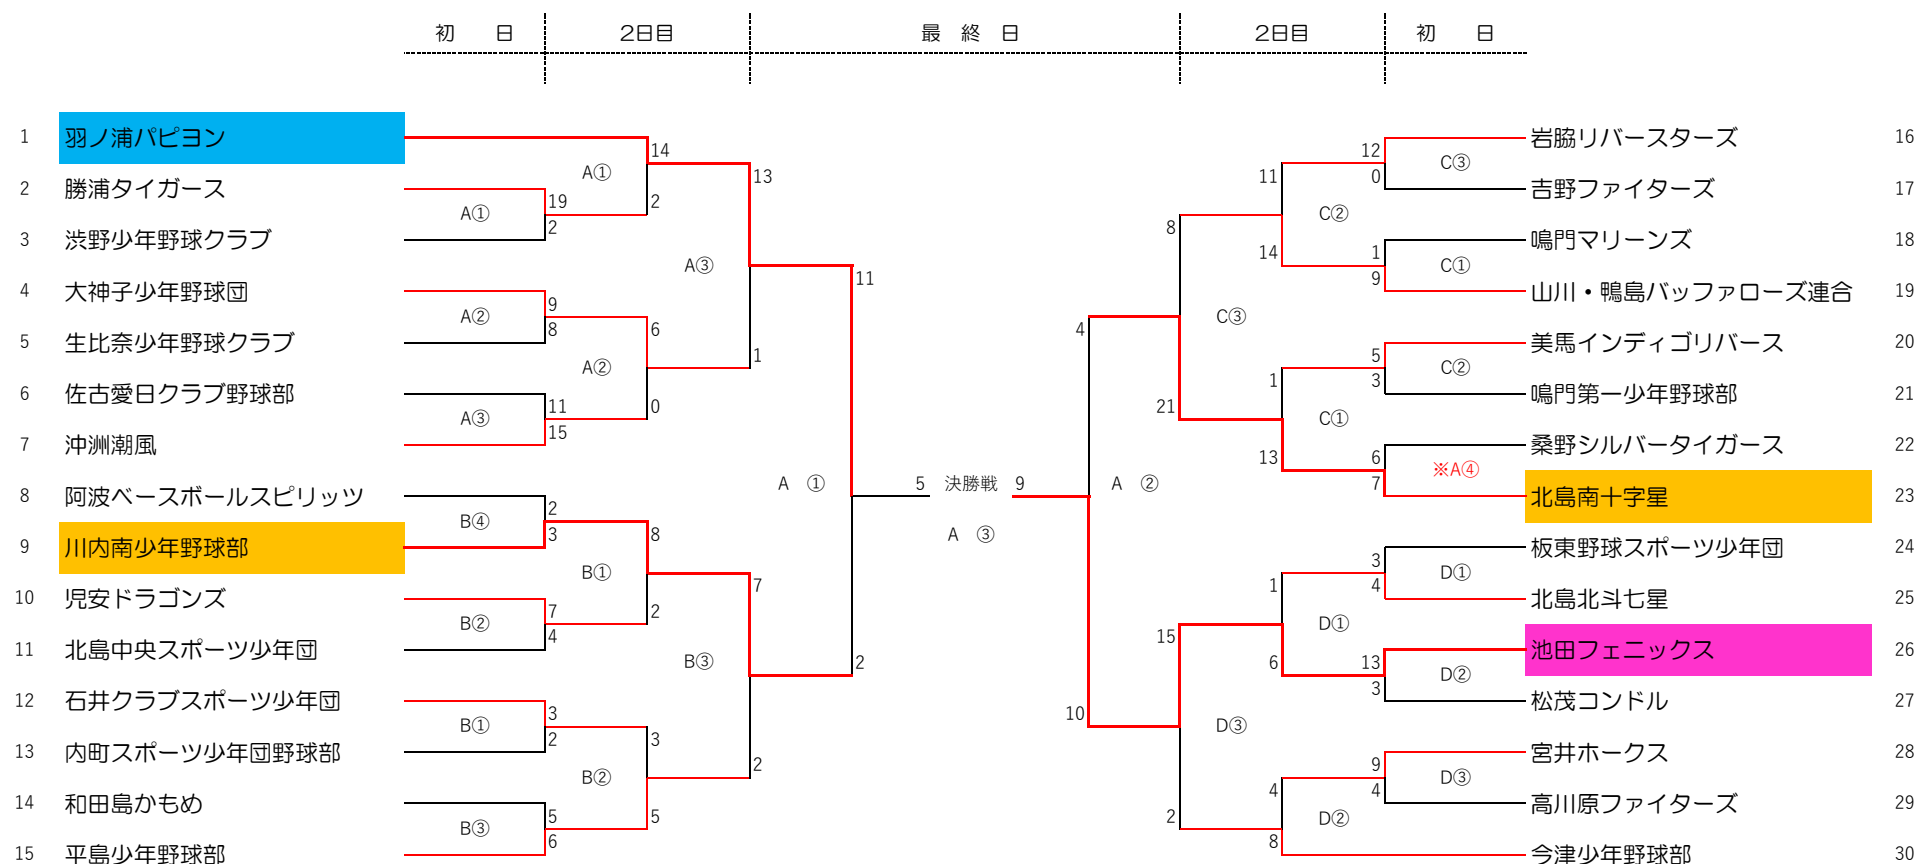 初 日 2日目 最 終 日 2日目 初 日
1 羽ノ浦パピヨン 岩脇リバースターズ 16
14 12
A① C③
13 11 0
2 勝浦タイガース 吉野ファイターズ 17
19 2
A① C②
2 8
3 渋野少年野球クラブ 鳴門マリーンズ 18
14 1
A③ C①
11 9
4 大神子少年野球団 山川・鴨島バッファローズ連合 19
9
A② C③
8 6 4
5 生比奈少年野球クラブ 美馬インディゴリバース 20
1 5
A② C②
1 3
6 佐古愛日クラブ野球部 鳴門第一少年野球部 21
11 0 21
A③ C①
15
7 沖洲潮風 桑野シルバータイガース 22
13 6
※A④
A ① 5 決勝戦 9 A ② 7
8 阿波ベースボールスピリッツ 北島南十字星 23
2
B④
3 8 A ③
9 川内南少年野球部 板東野球スポーツ少年団 24
3
B① D①
7 1 4
10 児安ドラゴンズ 北島北斗七星 25
7 2
B② D①
4 15
11 北島中央スポーツ少年団 池田フェニックス 26
B③ 2 6 13
D②
3
12 石井クラブスポーツ少年団 松茂コンドル 27
3 10
B① D③
2 3
13 内町スポーツ少年団野球部 宮井ホークス 28
2 9
B② D③
4 4
14 和田島かもめ 高川原ファイターズ 29
5 5 2
B③ D②
6 8
15 平島少年野球部 今津少年野球部 30